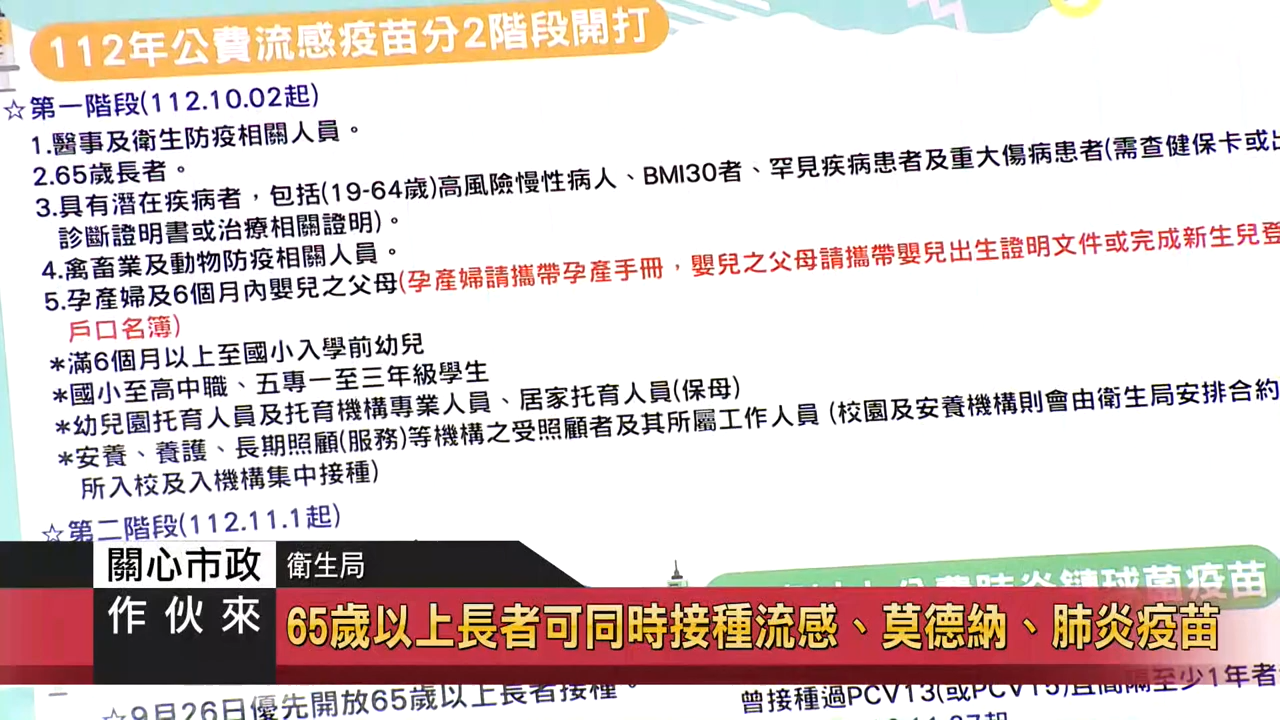 112年公費流感疫苗分2階段開打
☆第一階段(112.10.02起)
1.醫事及衛生防疫相關人員。
2.65歲長者。
3.具有潛在疾病者，包括(19-64歲)高風險慢性病人、BMI30者、罕見疾病患者及重大傷病患者(需查健保卡或出
診斷證明書或治療相關證明)。
4.禽畜業及動物防疫相關人員。
5.孕產婦及6個月內嬰兒之父母(孕產婦請攜帶孕產手冊，嬰兒之父母請攜帶嬰兒出生證明文件或完成新生兒登
戶口名簿)
*滿6個月以上至國小入學前幼兒
*國小至高中職、五專一至三年級學生
*幼兒園托育人員及托育機構專業人員、居家托育人員(保母)
*安養、養護、長期照顧(服務)等機構之受照顧者及其所屬工作人員 (校園及安養機構則會由衛生局安排合約
所入校及入機構集中接種)
☆第二階段(112.11.1起)
公費肺炎鏈球菌疫苗
關心市政
作伙來
衛生局
65歲以上長者可同時接種流感、莫德納、肺炎疫苗
☆9月26日優先開放65歲以上長者接種。
曾接種過PCV13(或PCV15)且間隔至少1年者